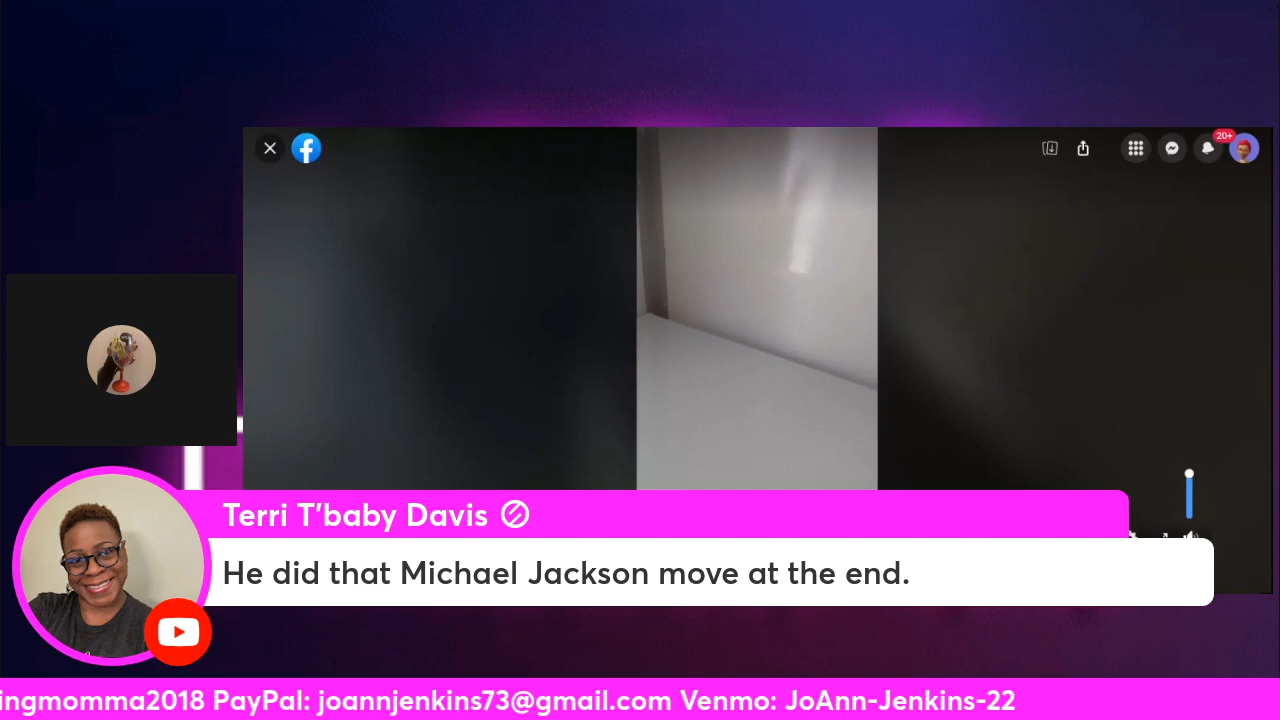 20+
Terri T'baby Davis
He did that Michael Jackson move at the end.
ingmomma2018 PayPal: joannjenkins73@gmail.com Venmo: JoAnn-Jenkins-22